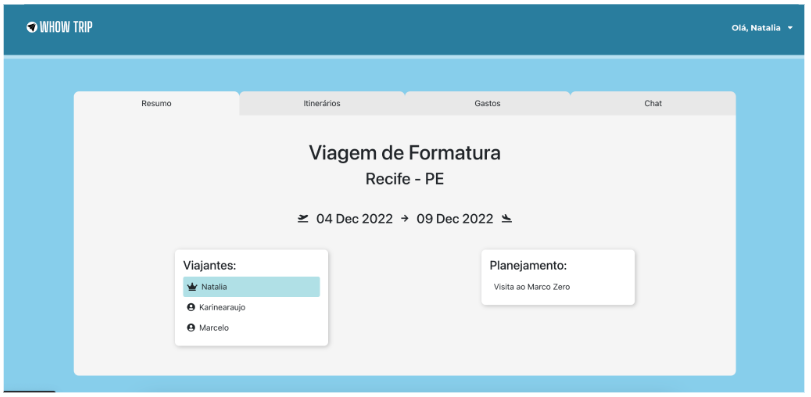 WHOW TRIP
Olá, Natalia
Resumo
Itinerários
Gastos
Chat
Viagem de Formatura
Recife - PE
04 Dec 2022 → 09 Dec 2022
Viajantes:
Natalia
Karinearaujo
Marcelo
Planejamento:
Visita ao Marco Zero